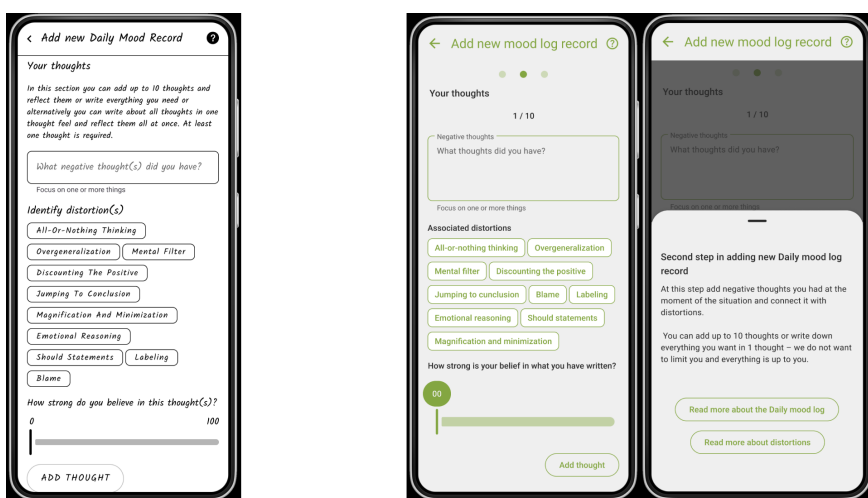 Add new Daily Mood Record ?
Your thoughts
In this section you can add up to 10 thoughts and
reflect them or write everything you need or
alternatively you can write about all thoughts in one
thought feel and reflect them all at once. At least
one thought is required.
What negative thought(s) did you have?
Focus on one or more things
Identify distortion(s)
All-Or-Nothing Thinking
Overgeneralization Mental Filter
Discounting The Positive
Jumping To Conclusion
Magnification And Minimization
Emotional Reasoning
Should Statements Labeling
Blame
How strong do you believe in this thought(s)?
0 100
ADD THOUGHT
Add new mood log record ?
Your thoughts
1 / 10
Negative thoughts
What thoughts did you have?
Focus on one or more things
Associated distortions
All-or-nothing thinking Overgeneralization
Mental filter Discounting the positive
Jumping to cunclusion Blame Labeling
Emotional reasoning Should statements
Magnification and minimization
How strong is your belief in what you have written?
00
Add thought
Add new mood log record ?
Your thoughts
1 / 10
Negative thoughts
What thoughts did you have?
Focus on one or more things
Second step in adding new Daily mood log
record
At this step add negative thoughts you had at the
moment of the situation and connect it with
distortions.
You can add up to 10 thoughts or write down
everything you want in 1 thought – we do not want
to limit you and everything is up to you.
Read more about the Daily mood log
Read more about distortions